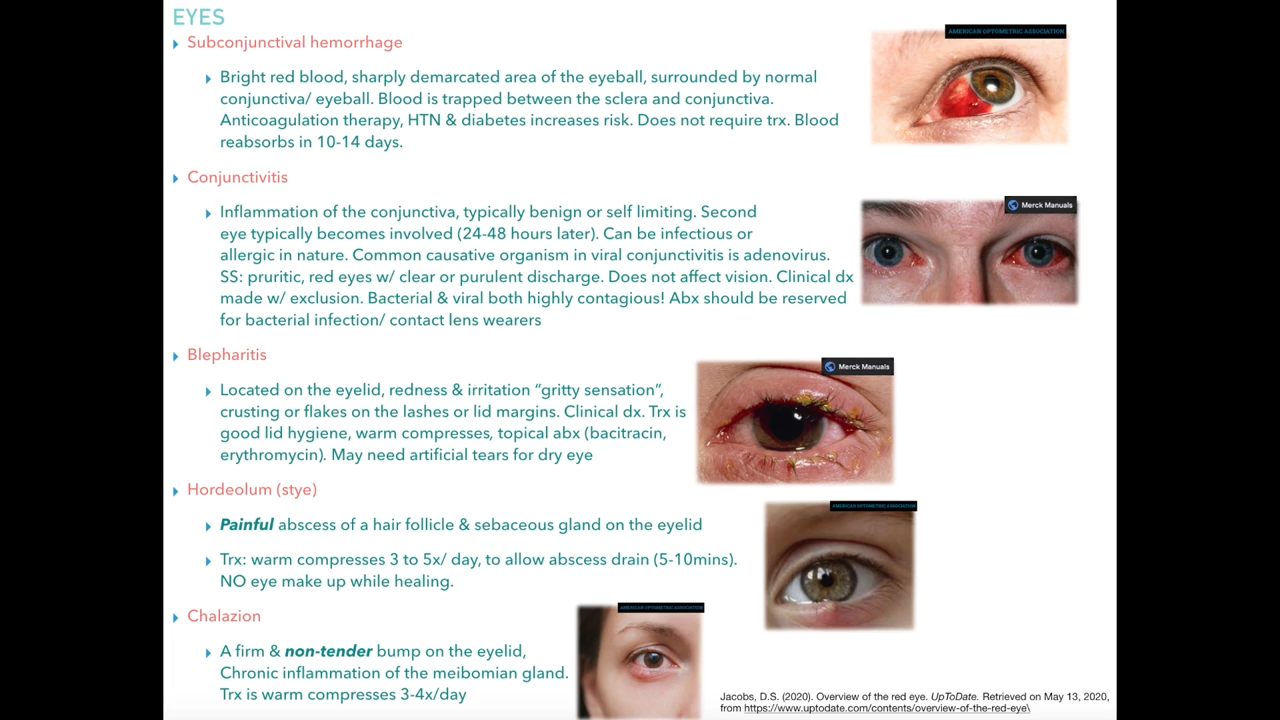 EYES
Subconjunctival hemorrhage
AMERICAN OPTOMETRIC ASSOCIATION
Bright red blood, sharply demarcated area of the eyeball, surrounded by normal
conjunctiva/ eyeball. Blood is trapped between the sclera and conjunctiva.
Anticoagulation therapy, HTN & diabetes increases risk. Does not require trx. Blood
reabsorbs in 10-14 days.
Conjunctivitis
Merck Manuals
Inflammation of the conjunctiva, typically benign or self limiting. Second
eye typically becomes involved (24-48 hours later). Can be infectious or
allergic in nature. Common causative organism in viral conjunctivitis is adenovirus.
SS: pruritic, red eyes w/ clear or purulent discharge. Does not affect vision. Clinical dx
made w/ exclusion. Bacterial & viral both highly contagious! Abx should be reserved
for bacterial infection/ contact lens wearers
Blepharitis
Merck Manuals
Located on the eyelid, redness & irritation “gritty sensation”,
crusting or flakes on the lashes or lid margins. Clinical dx. Trx is
good lid hygiene, warm compresses, topical abx (bacitracin,
erythromycin). May need artificial tears for dry eye
Hordeolum (stye)
AMERICAN OPTOMETRIC ASSOCIATION
Painful abscess of a hair follicle & sebaceous gland on the eyelid
Trx: warm compresses 3 to 5x/ day, to allow abscess drain (5-10mins).
NO eye make up while healing.
Chalazion
AMERICAN OPTOMETRIC ASSOCIATION
A firm & non-tender bump on the eyelid,
Chronic inflammation of the meibomian gland.
Trx is warm compresses 3-4x/day
Jacobs, D.S. (2020). Overview of the red eye. UpToDate. Retrieved on May 13, 2020,
from https://www.uptodate.com/contents/overview-of-the-red-eye\